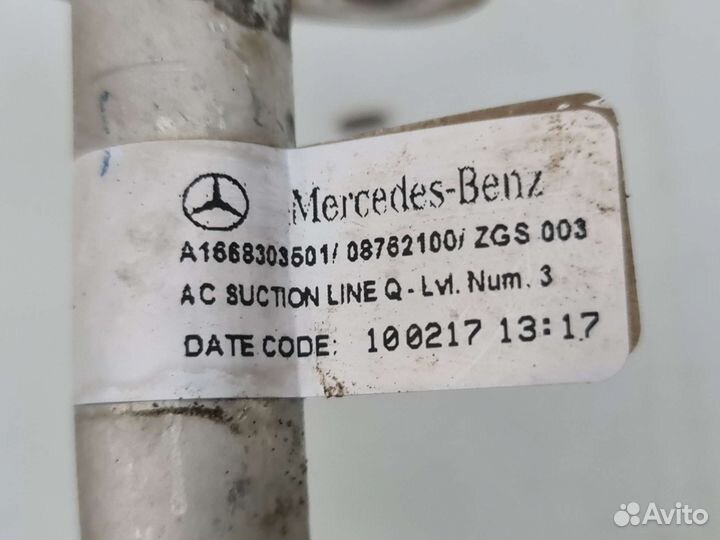 Mercedes-Benz
A1668303501/ 08762100/ ZGS 003
AC SUCTION LINE Q - Lvl. Num. 3
DATE CODE: 100217 13:17
Avito